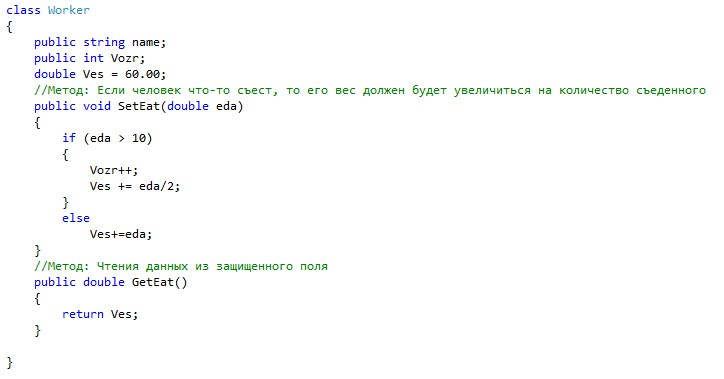 class Worker
{
    public string name;
    public int Vozr;
    double Ves = 60.00;
    //Метод: Если человек что-то съест, то его вес должен будет увеличиться на количество съеденного
    public void SetEat(double eda)
    {
        if (eda > 10)
        {
            Vozr++;
            Ves += eda/2;
        }
        else
            Ves+=eda;
    }
    //Метод: Чтения данных из защищенного поля
    public double GetEat()
    {
        return Ves;
    }

}